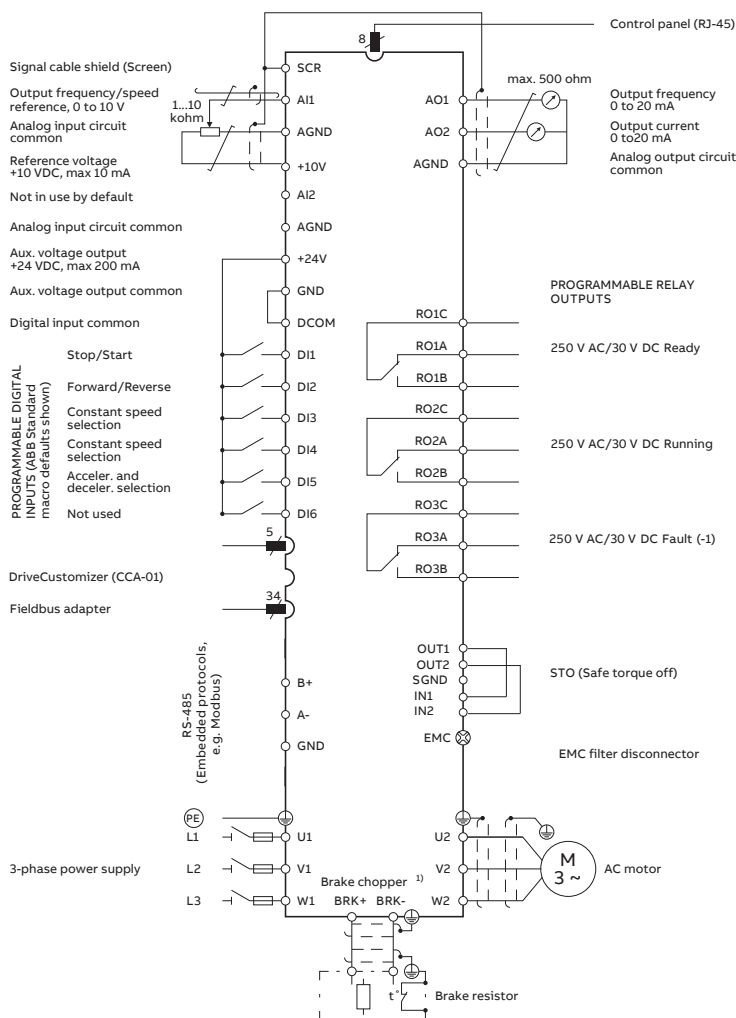 Control panel (RJ-45)
8
Signal cable shield (Screen)
SCR
Output frequency/speed
reference, 0 to 10 V
1...10
kohm
AI1
Analog input circuit
common
AGND
Reference voltage
+10 VDC, max 10 mA
+10V
Not in use by default
AI2
Analog input circuit common
AGND
Aux. voltage output
+24 VDC, max 200 mA
+24V
Aux. voltage output common
GND
Digital input common
DCOM
PROGRAMMABLE DIGITAL
INPUTS (ABB Standard
macro defaults shown)
Stop/Start
DI1
Forward/Reverse
DI2
Constant speed
selection
DI3
Constant speed
selection
DI4
Acceler. and
deceler. selection
DI5
Not used
DI6
5
DriveCustomizer (CCA-01)
34
Fieldbus adapter
RS-485
(Embedded protocols,
e.g. Modbus)
B+
A-
GND
PE
L1
U1
3-phase power supply
L2
V1
L3
W1
max. 500 ohm
AO1
Output frequency
0 to 20 mA
AO2
Output current
0 to20 mA
AGND
Analog output circuit
common
PROGRAMMABLE RELAY
OUTPUTS
RO1C
RO1A
250 V AC/30 V DC Ready
RO1B
RO2C
RO2A
250 V AC/30 V DC Running
RO2B
RO3C
RO3A
250 V AC/30 V DC Fault (-1)
RO3B
OUT1
OUT2
SGND
IN1
IN2
STO (Safe torque off)
EMC
EMC filter disconnector
U2
V2
W2
M
3 ~
AC motor
Brake chopper 1)
BRK+ BRK-
t°
Brake resistor